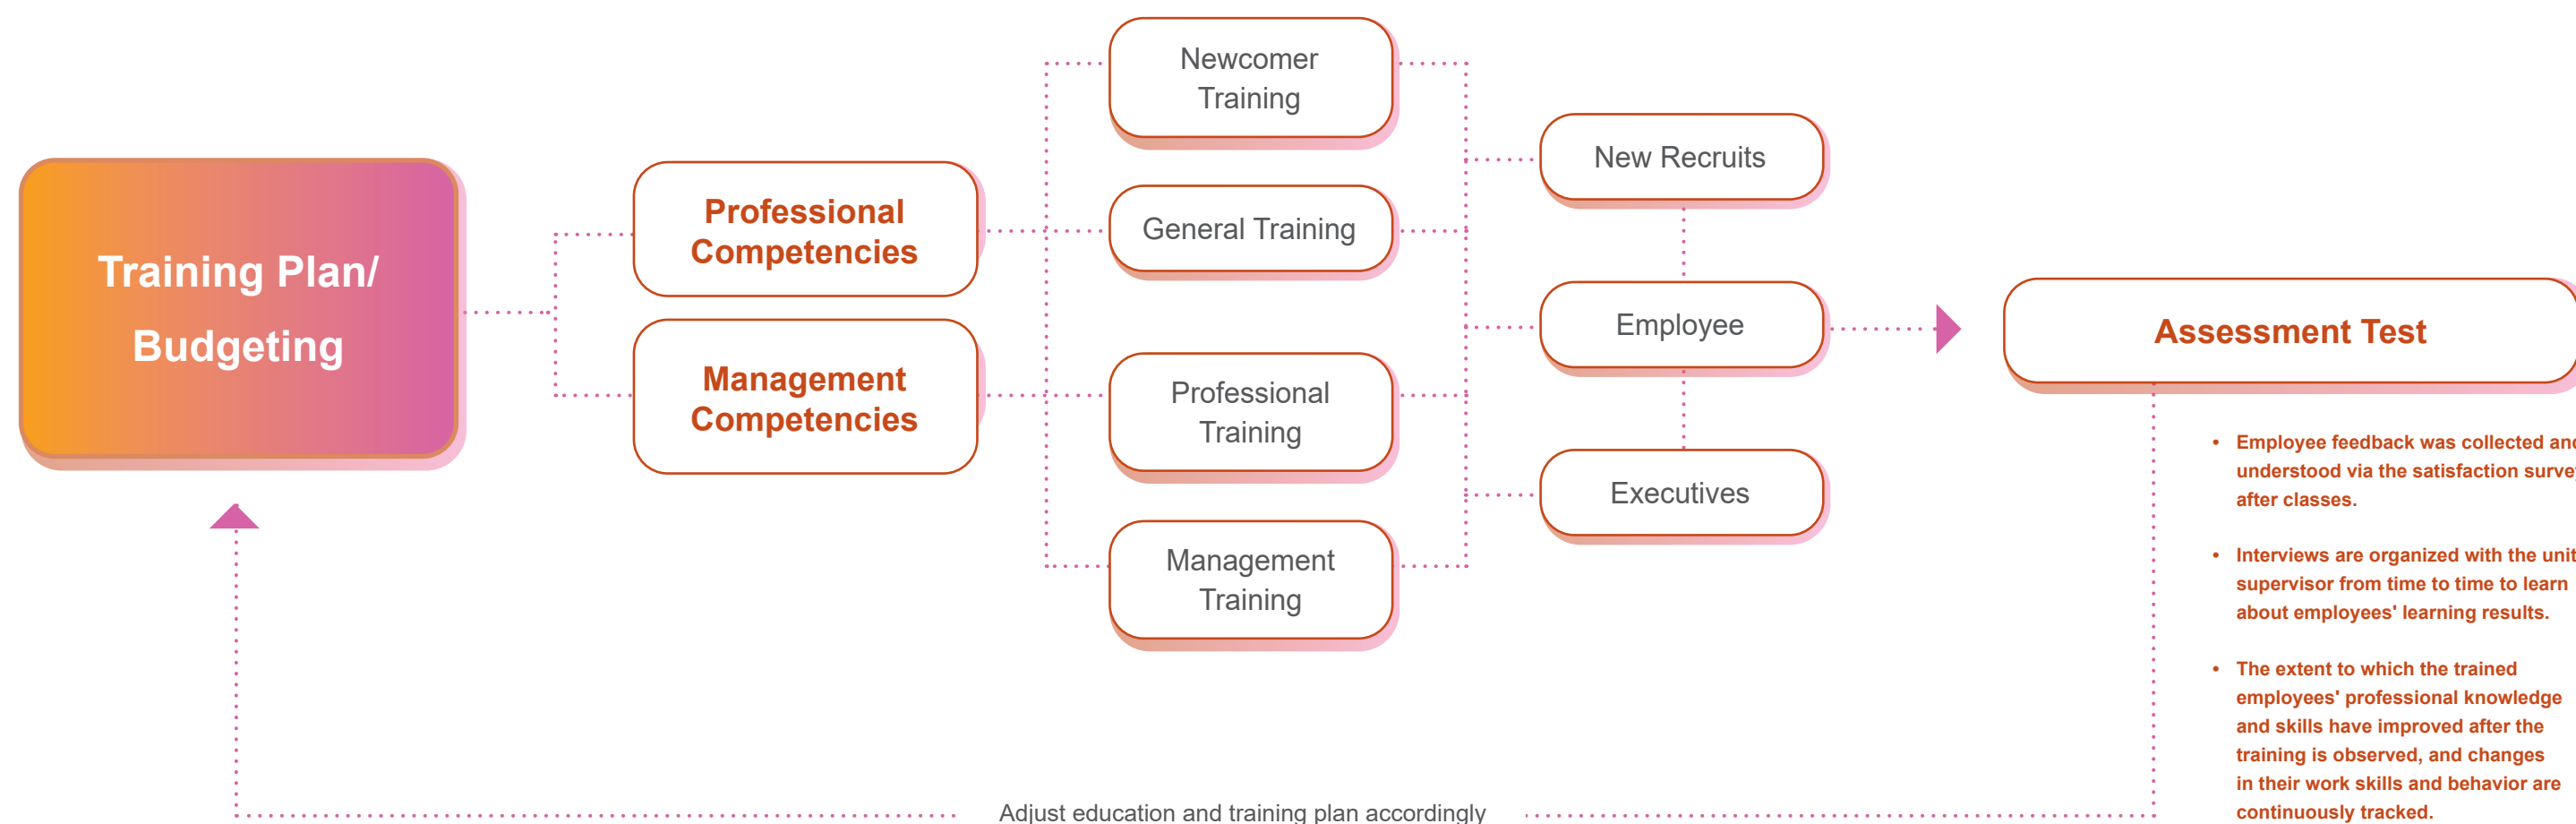 Training Plan/
Budgeting
Professional
Competencies
Management
Competencies
Newcomer
Training
General Training
Professional
Training
Management
Training
New Recruits
Employee
Executives
Assessment Test
• Employee feedback was collected and
understood via the satisfaction survey
after classes.
• Interviews are organized with the unit
supervisor from time to time to learn
about employees' learning results.
• The extent to which the trained
employees' professional knowledge
and skills have improved after the
training is observed, and changes
in their work skills and behavior are
continuously tracked.
Adjust education and training plan accordingly